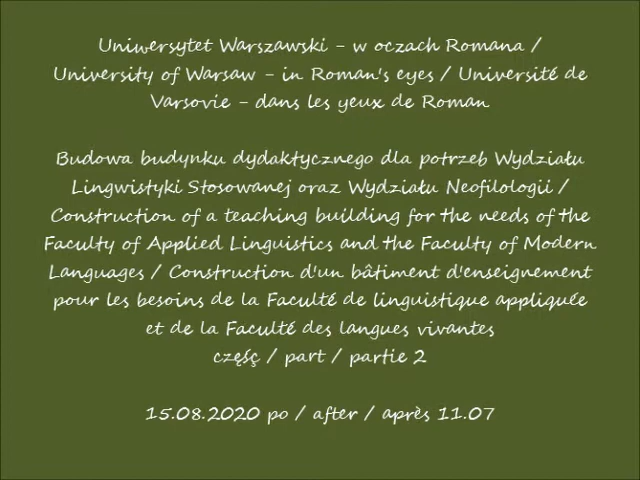 Uniwersytet Warszawski - w oczach Romana /
University of Warsaw - in Roman's eyes / Université de
Varsovie - dans les yeux de Roman
Budowa budynku dydaktycznego dla potrzeb Wydziału
Lingwistyki Stosowanej oraz Wydziału Neofilologii /
Construction of a teaching building for the needs of the
Faculty of Applied Linguistics and the Faculty of Modern
Languages / Construction d'un bâtiment d'enseignement
pour les besoins de la Faculté de linguistique appliquée
et de la Faculté des langues vivantes
częśç / part / partie 2
15.08.2020 po / after / après 11.07